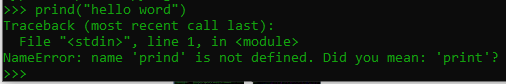 >>> prind("hello word")
Traceback (most recent call last):
  File "<stdin>", line 1, in <module>
NameError: name 'prind' is not defined. Did you mean: 'print'?
>>>